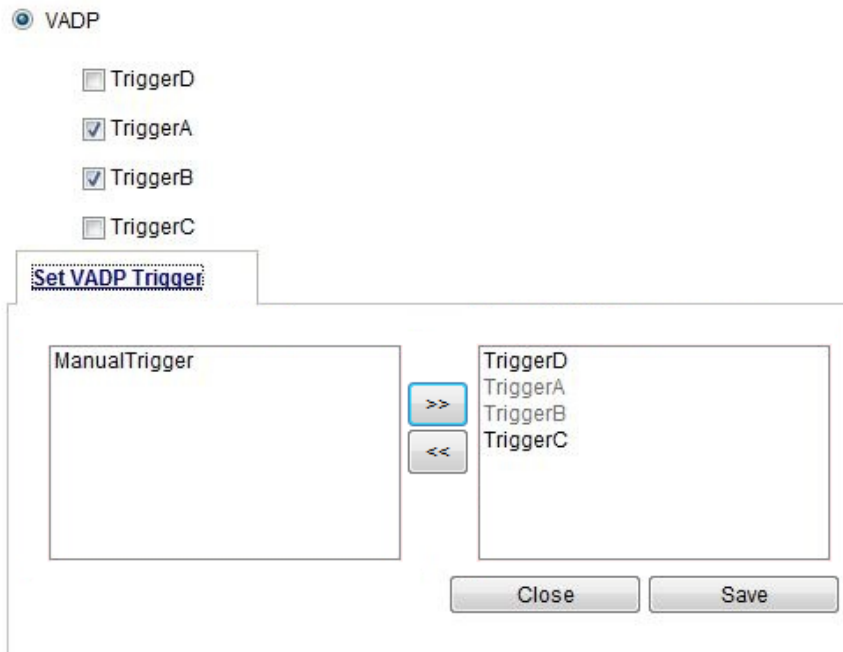 VADP
TriggerD
TriggerA
TriggerB
TriggerC
Set VADP Trigger
ManualTrigger
TriggerD
TriggerA
TriggerB
TriggerC
>>
<<
Close
Save